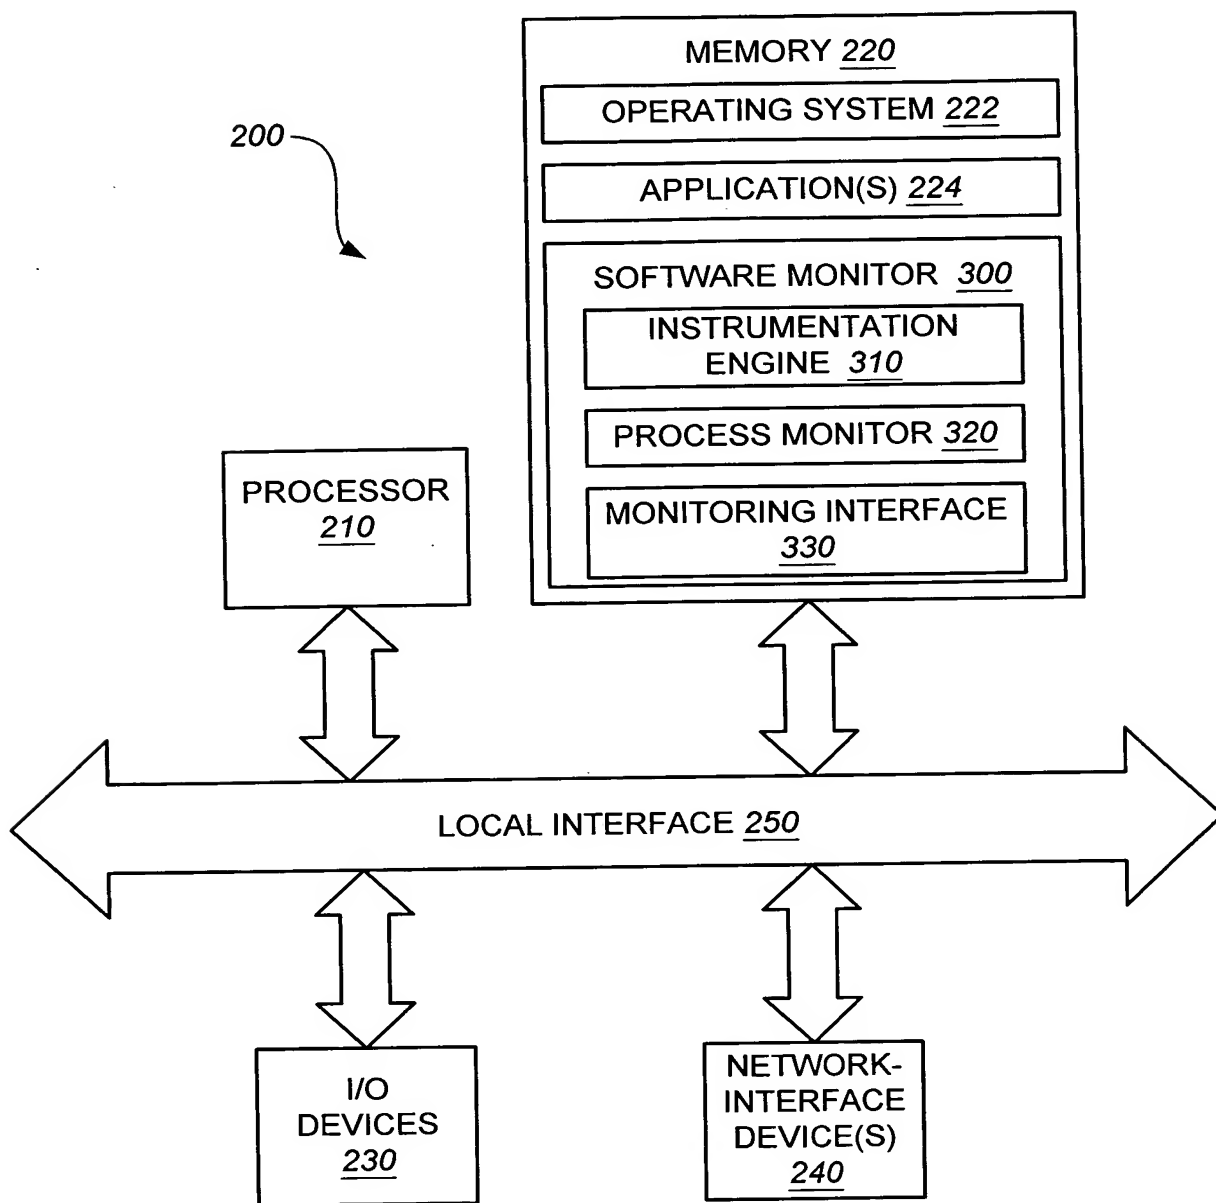 MEMORY 220
OPERATING SYSTEM 222
200
APPLICATION(S) 224
SOFTWARE MONITOR 300
INSTRUMENTATION
ENGINE 310
PROCESS MONITOR 320
MONITORING INTERFACE
330
PROCESSOR
210
LOCAL INTERFACE 250
I/O
DEVICES
230
NETWORK-
INTERFACE
DEVICE(S)
240